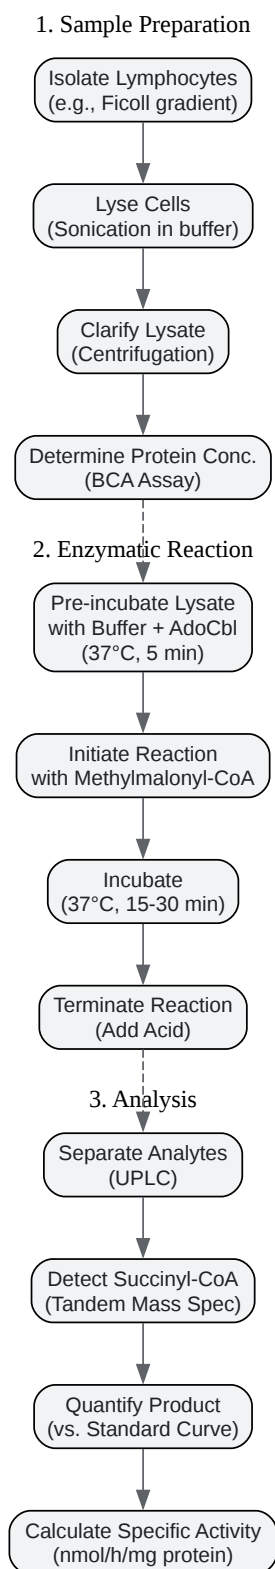 1. Sample Preparation
Isolate Lymphocytes
(e.g., Ficoll gradient)
Lyse Cells
(Sonication in buffer)
Clarify Lysate
(Centrifugation)
Determine Protein Conc.
(BCA Assay)
2. Enzymatic Reaction
Pre-incubate Lysate
with Buffer + AdoCbl
(37°C, 5 min)
Initiate Reaction
with Methylmalonyl-CoA
Incubate
(37°C, 15-30 min)
Terminate Reaction
(Add Acid)
3. Analysis
Separate Analytes
(UPLC)
Detect Succinyl-CoA
(Tandem Mass Spec)
Quantify Product
(vs. Standard Curve)
Calculate Specific Activity
(nmol/h/mg protein)